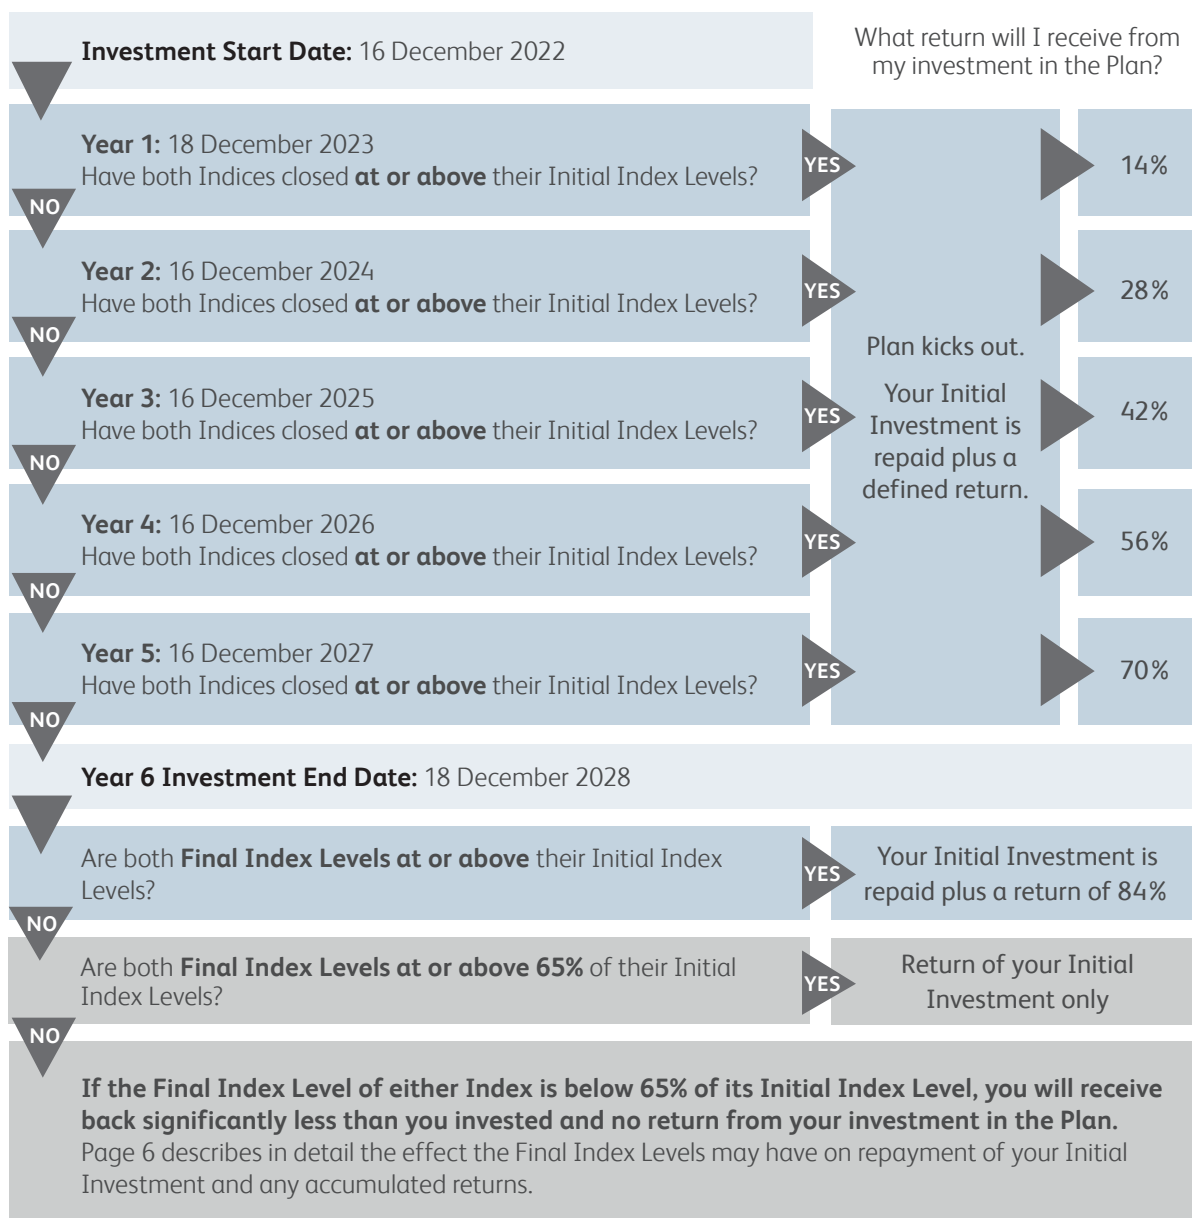 Investment Start Date: 16 December 2022
What return will I receive from
my investment in the Plan?
Year 1: 18 December 2023
Have both Indices closed at or above their Initial Index Levels?
YES
14%
NO
Year 2: 16 December 2024
Have both Indices closed at or above their Initial Index Levels?
YES
28%
NO
Plan kicks out.
Your Initial
Investment is
repaid plus a
defined return.
Year 3: 16 December 2025
Have both Indices closed at or above their Initial Index Levels?
YES
42%
NO
Year 4: 16 December 2026
Have both Indices closed at or above their Initial Index Levels?
YES
56%
NO
Year 5: 16 December 2027
Have both Indices closed at or above their Initial Index Levels?
YES
70%
NO
Year 6 Investment End Date: 18 December 2028
Are both Final Index Levels at or above their Initial Index
Levels?
YES
Your Initial Investment is
repaid plus a return of 84%
NO
Are both Final Index Levels at or above 65% of their Initial
Index Levels?
YES
Return of your Initial
Investment only
NO
If the Final Index Level of either Index is below 65% of its Initial Index Level, you will receive
back significantly less than you invested and no return from your investment in the Plan.
Page 6 describes in detail the effect the Final Index Levels may have on repayment of your Initial
Investment and any accumulated returns.